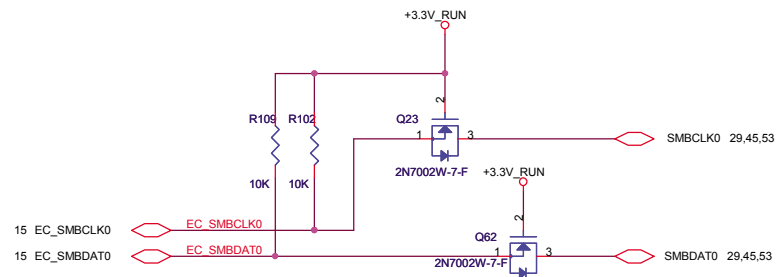 +3.3V_RUN
R109
R102
2
Q23
1
3
SMBCLK0 29,45,53
10K
10K
2N7002W-7-F
+3.3V_RUN
2
15 EC_SMBCLK0
EC_SMBCLK0
Q62
15 EC_SMBDAT0
EC_SMBDAT0
1
3
SMBDAT0 29,45,53
2N7002W-7-F